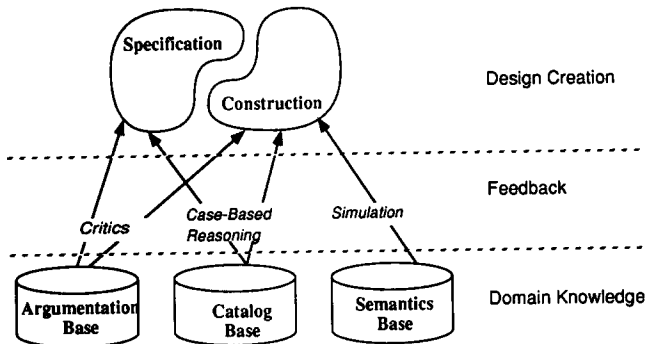 Specification
Construction
Design Creation
Feedback
Critics
Case-Based
Reasoning
Simulation
Argumentation
Base
Catalog
Base
Semantics
Base
Domain Knowledge